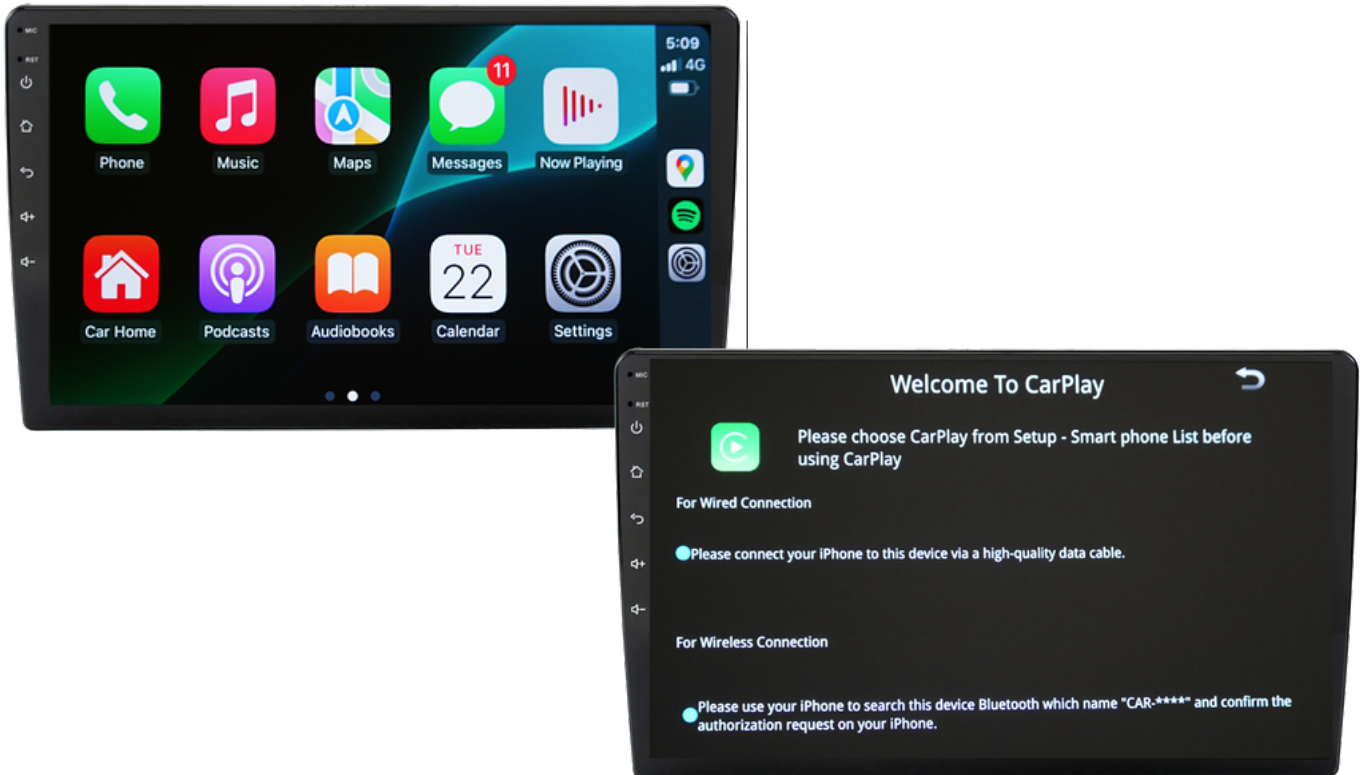 MIC
RST
5:09
4G
11
Phone
Music
Maps
Messages
Now Playing
TUE
22
Car Home
Podcasts
Audiobooks
Calendar
Settings
MIC
RST
Welcome To CarPlay
Please choose CarPlay from Setup - Smart phone List before
using CarPlay
For Wired Connection
Please connect your iPhone to this device via a high-quality data cable.
For Wireless Connection
Please use your iPhone to search this device Bluetooth which name "CAR-****" and confirm the
authorization request on your iPhone.